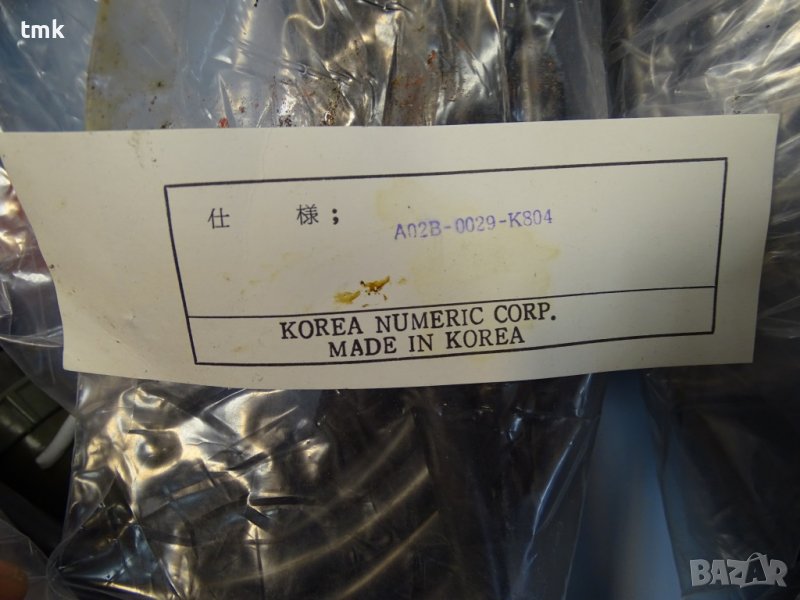 tmk
仕 様 ;
A02B-0029-K804
KOREA NUMERIC CORP.
MADE IN KOREA
BAZAR